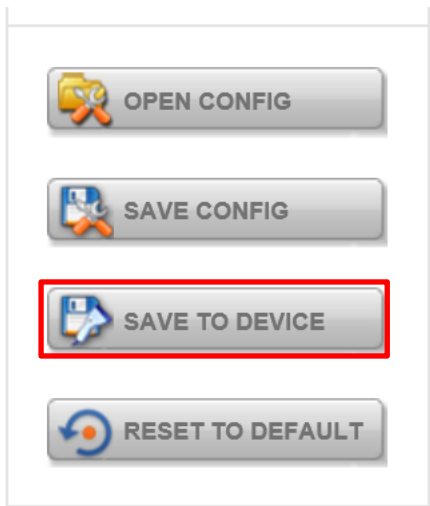 OPEN CONFIG
SAVE CONFIG
SAVE TO DEVICE
RESET TO DEFAULT